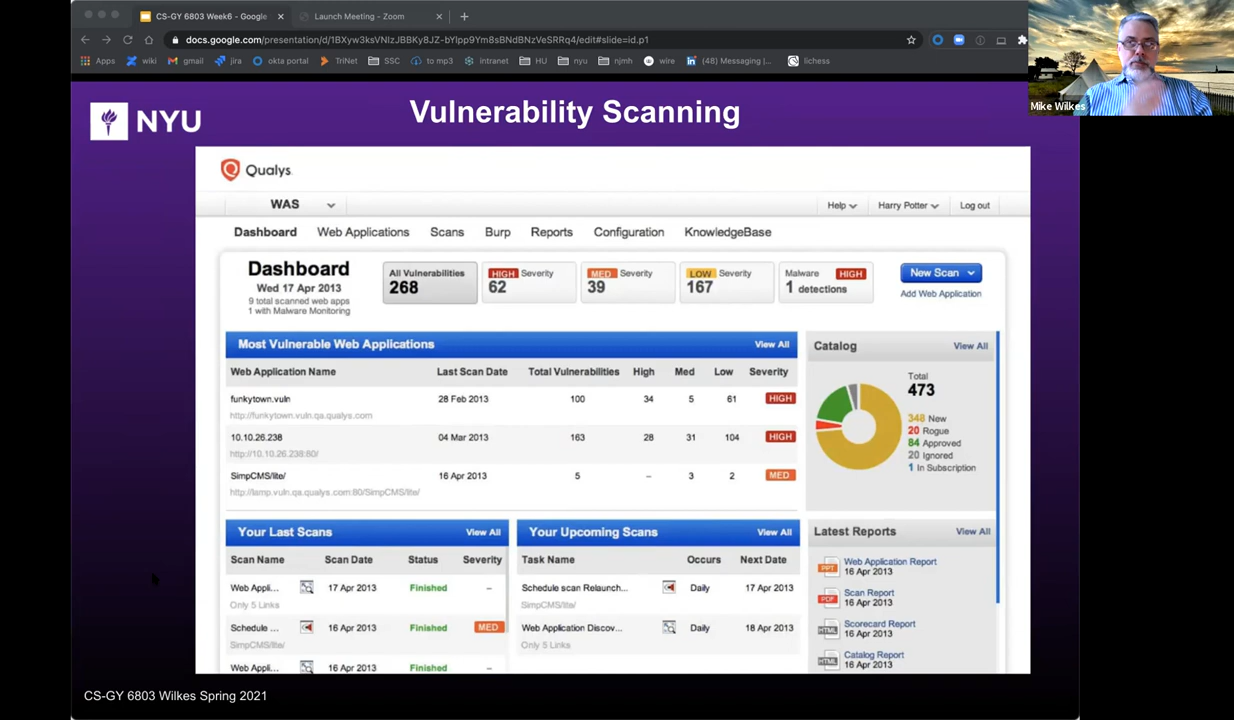 CS-GY 6803 Week6 - Google
Launch Meeting - Zoom
docs.google.com/presentation/d/1BXyw3ksVNlzJBBKy8JZ-bYlpp9Ym8sBNdBNzVeSRRq4/edit#slide=id.p1
Apps wiki gmail jira okta portal TriNet SSC to mp3 intranet HU nyu njmh wire (48) Messaging |... lichess
Mike Wilkes
NYU
Vulnerability Scanning
Qualys
WAS
Help Harry Potter Log out
Dashboard Web Applications Scans Burp Reports Configuration KnowledgeBase
Dashboard
Wed 17 Apr 2013
9 total scanned web apps
1 with Malware Monitoring
All Vulnerabilities
268
HIGH Severity
62
MED Severity
39
LOW Severity
167
Malware HIGH
1 detections
New Scan
Add Web Application
Most Vulnerable Web Applications View All
Web Application Name Last Scan Date Total Vulnerabilities High Med Low Severity
funkytown.vuln 28 Feb 2013 100 34 5 61 HIGH
http://funkytown.vuln.qa.qualys.com
10.10.26.238 04 Mar 2013 163 28 31 104 HIGH
http://10.10.26.238:80/
SimpCMS/lite/ 16 Apr 2013 5 – 3 2 MED
http://lamp.vuln.qa.qualys.com:80/SimpCMS/lite/
Catalog View All
Total
473
348 New
20 Rogue
84 Approved
20 Ignored
1 In Subscription
Your Last Scans View All
Scan Name Scan Date Status Severity
Web Appli... 17 Apr 2013 Finished –
Only 5 Links
Schedule ... 16 Apr 2013 Finished MED
SimpCMS/lite/
Web Appli... 16 Apr 2013 Finished –
Your Upcoming Scans View All
Task Name Occurs Next Date
Schedule scan Relaunch... Daily 17 Apr 2013
SimpCMS/lite/
Web Application Discov... Daily 18 Apr 2013
Only 5 Links
Latest Reports View All
PPT Web Application Report
16 Apr 2013
PDF Scan Report
16 Apr 2013
HTML Scorecard Report
16 Apr 2013
HTML Catalog Report
16 Apr 2013
CS-GY 6803 Wilkes Spring 2021